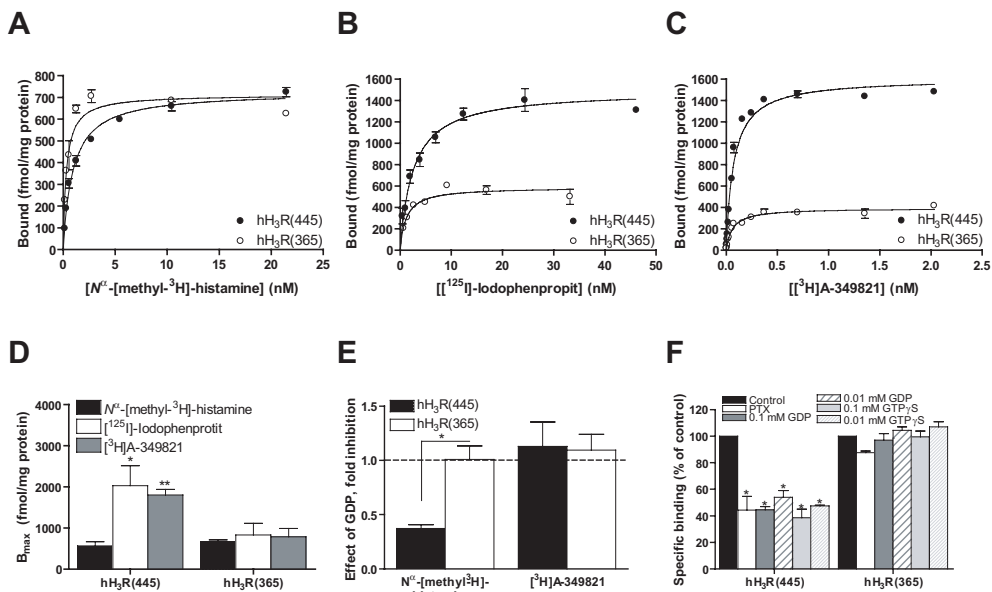 A
B
C
800
700
600
500
400
300
200
100
0
Bound (fmol/mg protein)
hH3R(445)
hH3R(365)
0 5 10 15 20 25
[Nα-[methyl-3H]-histamine] (nM)
1600
1400
1200
1000
800
600
400
200
0
Bound (fmol/mg protein)
hH3R(445)
hH3R(365)
0 10 20 30 40 50
[[125I]-Iodophenpropit] (nM)
1600
1400
1200
1000
800
600
400
200
0
Bound (fmol/mg protein)
hH3R(445)
hH3R(365)
0.0 0.5 1.0 1.5 2.0 2.5
[[3H]A-349821] (nM)
D
E
F
4000
3000
2000
1000
0
Bmax (fmol/mg protein)
Nα-[methyl-3H]-histamine
[125I]-Iodophenprotit
[3H]A-349821
*
**
hH3R(445) hH3R(365)
1.5
1.0
0.5
0.0
Effect of GDP, fold inhibition
hH3R(445)
hH3R(365)
*
Nα-[methyl3H]-
[3H]A-349821
120
100
80
60
40
20
0
Specific binding (% of control)
Control
PTX
0.1 mM GDP
0.01 mM GDP
0.1 mM GTPγS
0.01 mM GTPγS
* * * * *
hH3R(445) hH3R(365)